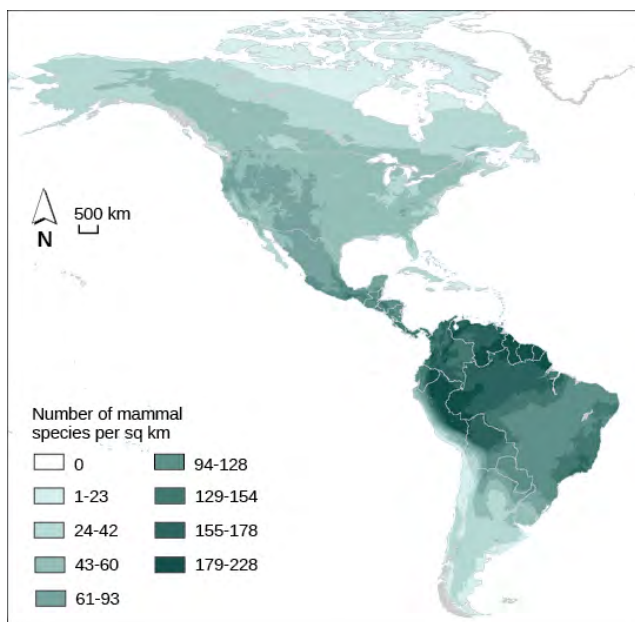 500 km
N
Number of mammal
species per sq km
0
1-23
24-42
43-60
61-93
94-128
129-154
155-178
179-228